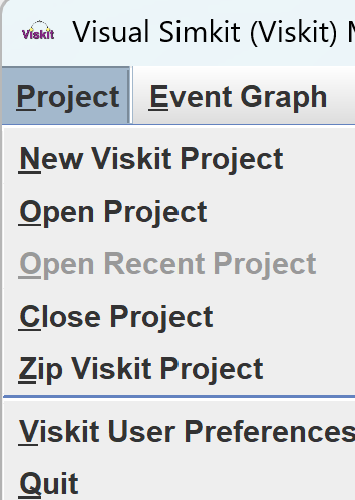 Viskit Visual Simkit (Viskit)
Project Event Graph
New Viskit Project
Open Project
Open Recent Project
Close Project
Zip Viskit Project
Viskit User Preferences
Quit